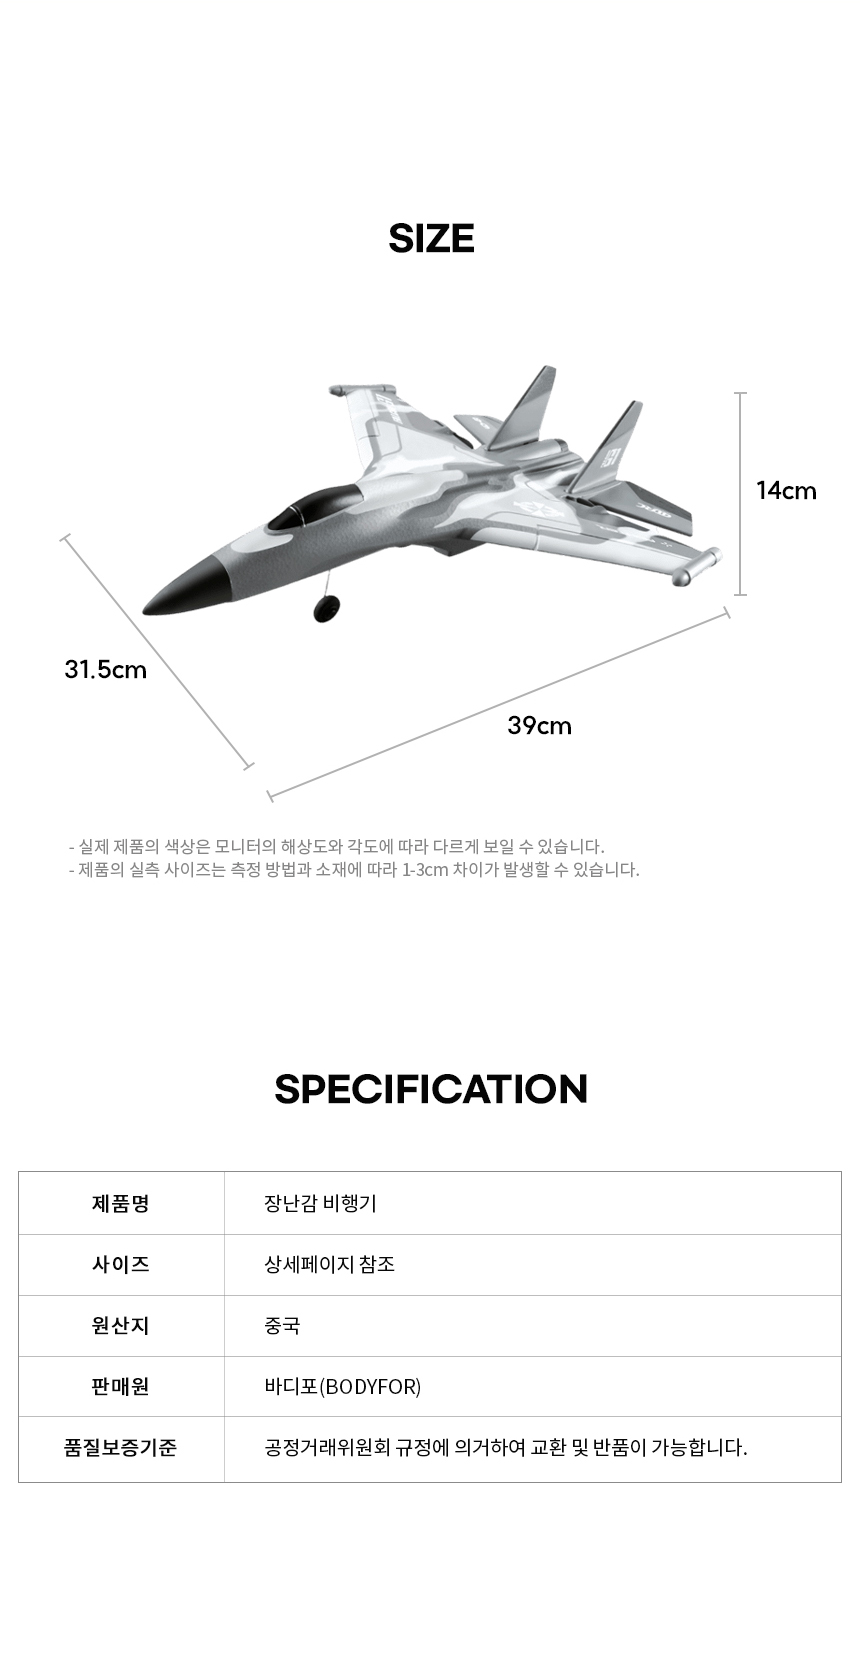 SIZE
14cm
31.5cm
39cm
- 실제 제품의 색상은 모니터의 해상도와 각도에 따라 다르게 보일 수 있습니다.
- 제품의 실측 사이즈는 측정 방법과 소재에 따라 1-3cm 차이가 발생할 수 있습니다.
SPECIFICATION
제품명 장난감 비행기
사이즈 상세페이지 참조
원산지 중국
판매원 바디포(BODYFOR)
품질보증기준 공정거래위원회 규정에 의거하여 교환 및 반품이 가능합니다.